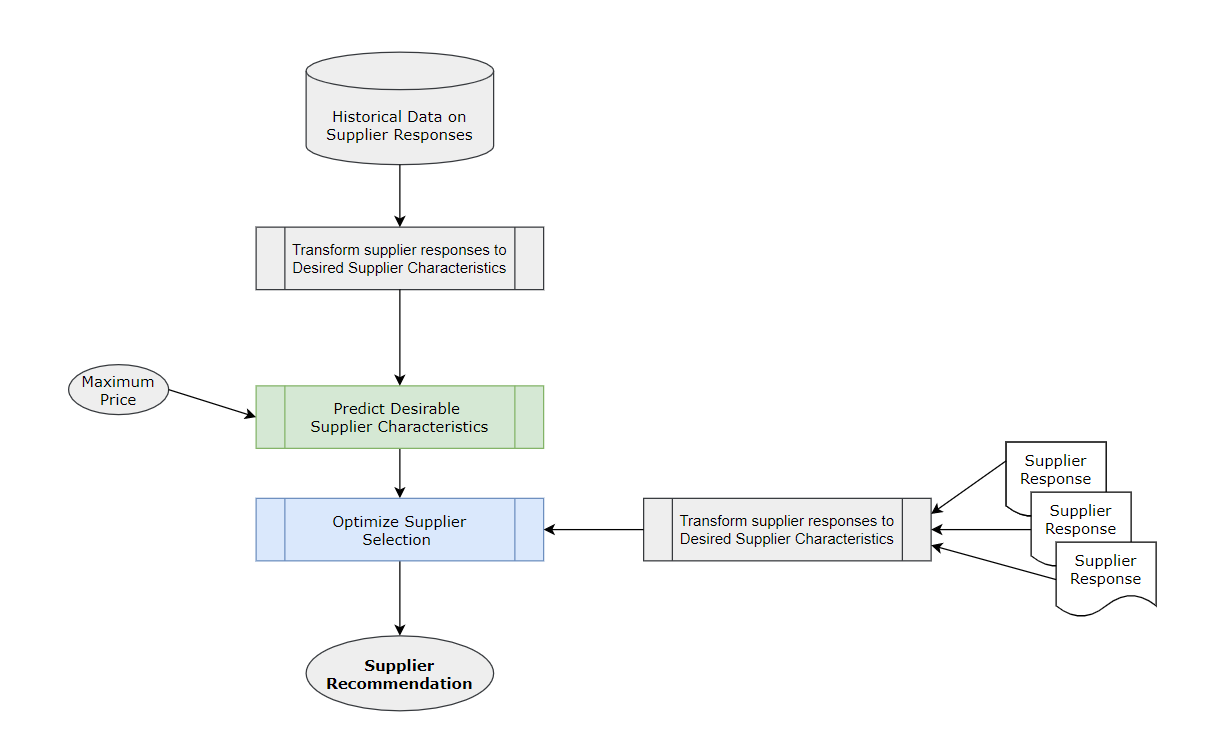 Historical Data on
Supplier Responses
Transform supplier responses to
Desired Supplier Characteristics
Maximum
Price
Predict Desirable
Supplier Characteristics
Optimize Supplier
Selection
Transform supplier responses to
Desired Supplier Characteristics
Supplier
Response
Supplier
Response
Supplier
Response
Supplier
Recommendation